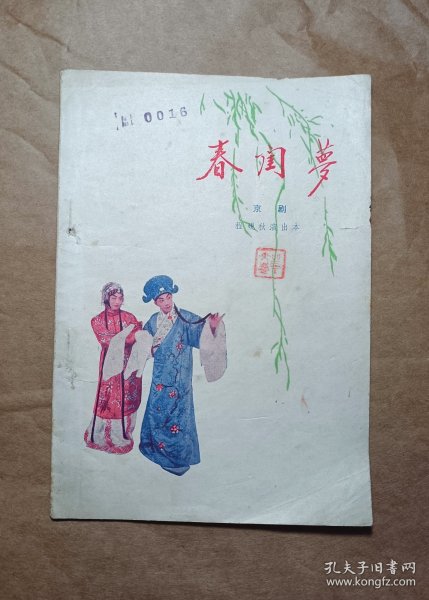 0016
春闺夢
京剧
程砚秋演出本
孔夫子旧书网
www.kongfz.com